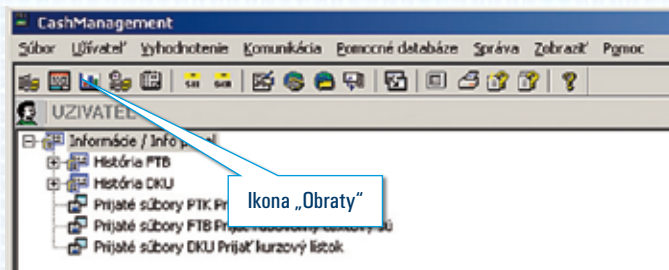 CashManagement
Súbor Užívateľ Vyhodnotenie Komunikácia Pomocné databáze Správa Zobraziť Pomoc
UZIVATEL
Informácie / Info panel
História FTB
História DKU
Ikona „Obraty“
Prijaté súbory PTK
Prijaté súbory FTB
Prijaté súbory DKU Prijať kurzový lístok